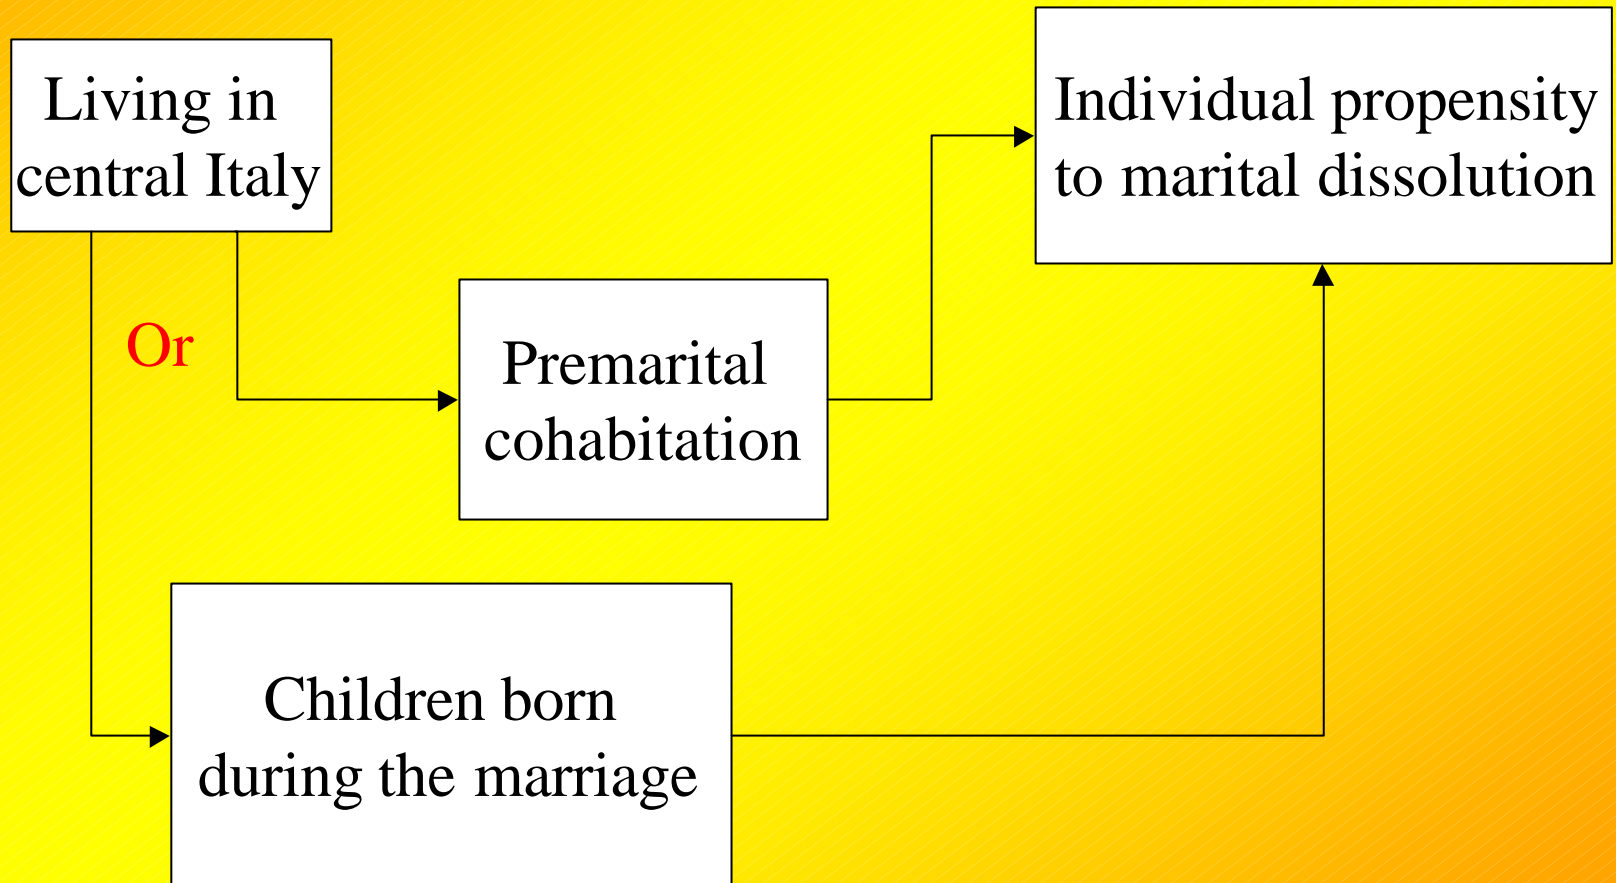 Living in
central Italy
Individual propensity
to marital dissolution
Or
Premarital
cohabitation
Children born
during the marriage